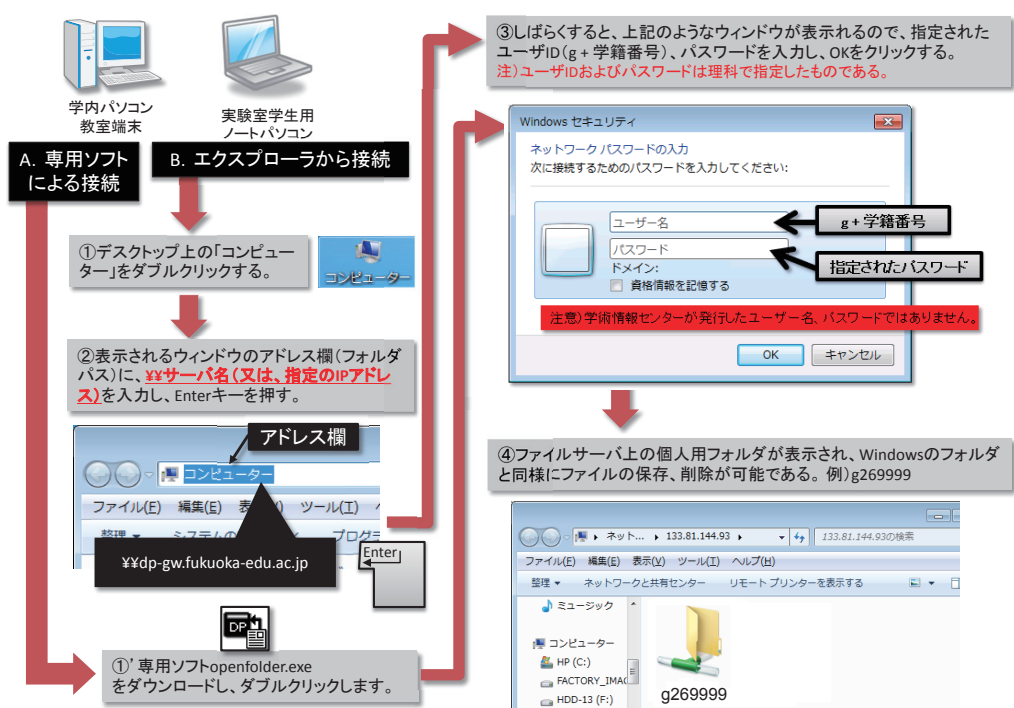 学内パソコン
教室端末
実験室学生用
ノートパソコン
A. 専用ソフト
による接続
B. エクスプローラから接続
①デスクトップ上の「コンピュー
ター」をダブルクリックする。
コンピューター
②表示されるウィンドウのアドレス欄(フォルダ
パス)に、¥¥サーバ名(又は、指定のIPアドレ
ス)を入力し、Enterキーを押す。
アドレス欄
コンピューター
ファイル(F) 編集(E) 表 ) ツール(T)
整理 システムの プログラ
¥¥dp-gw.fukuoka-edu.ac.jp
Enter
DP
①’専用ソフトopenfolder.exe
をダウンロードし、ダブルクリックします。
③しばらくすると、上記のようなウィンドウが表示れるので、指定された
ユーザID(g + 学籍番号)、パスワードを入力し、OKをクリックする。
注)ユーザIDおよびパスワードは理科で指定したものである。
Windows セキュリティ
ネットワーク パスワードの入力
次に接続するためのパスワードを入力してください:
ユーザー名
g + 学籍番号
パスワード
指定されたパスワード
ドメイン:
資格情報を記憶する
注意)学術情報センターが発行したユーザー名、パスワードではありません。
OK キャンセル
④ファイルサーバ上の個人用フォルダが表示され、Windowsのフォルダ
と同様にファイルの保存、削除が可能である。例)g269999
ネット... 133.81.144.93 133.81.144.93の検索
ファイル(F) 編集(E) 表示(V) ツール(T) ヘルプ(H)
整理 ネットワークと共有センター リモート プリンターを表示する
ミュージック
コンピューター
HP (C:)
FACTORY_IMAG
HDD-13 (F:)
g269999